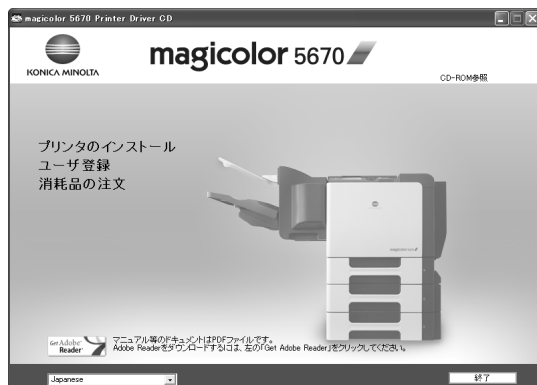 magicolor 5670 Printer Driver CD
KONICA MINOLTA
magicolor 5670
CD-ROM参照
プリンタのインストール
ユーザ登録
消耗品の注文
Get Adobe Reader
マニュアル等のドキュメントはPDFファイルです。
Adobe Readerをダウンロードするには、左の「Get Adobe Reader」をクリックしてください。
Japanese
終了